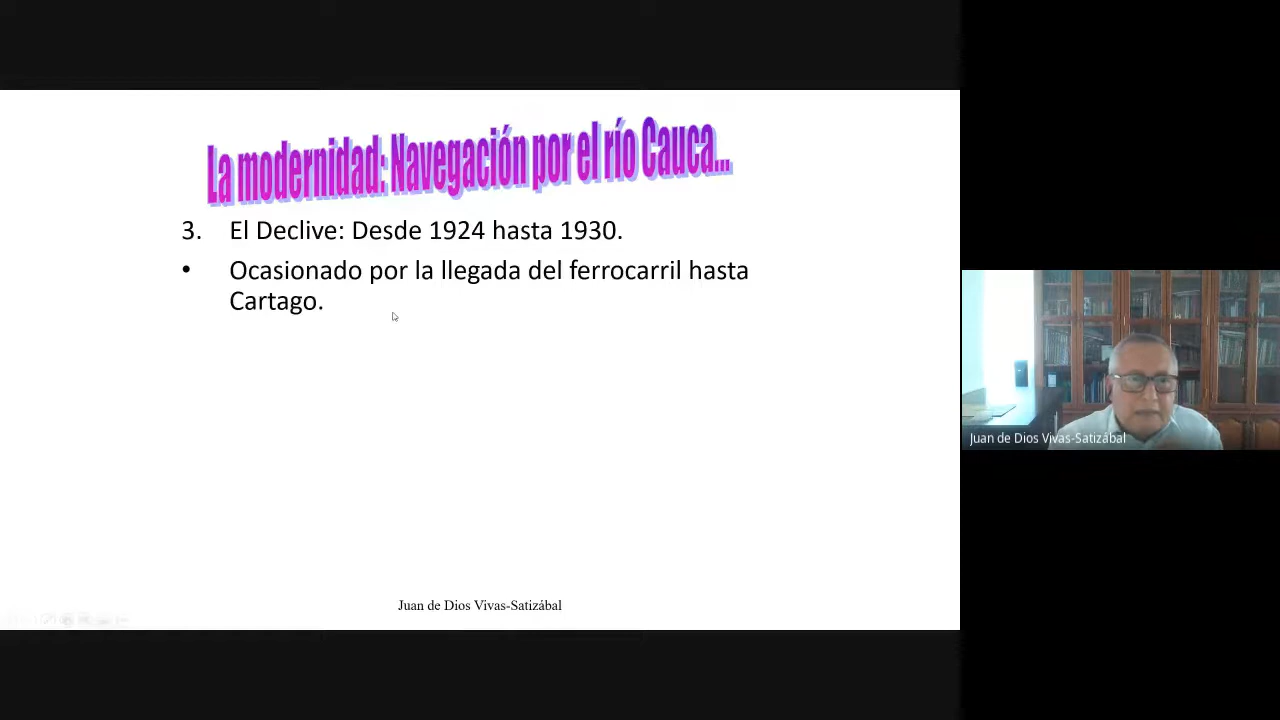 La modernidad: Navegación por el río Cauca...
3. El Declive: Desde 1924 hasta 1930.
• Ocasionado por la llegada del ferrocarril hasta
Cartago.
Juan de Dios Vivas-Satizábal
Juan de Dios Vivas-Satizábal